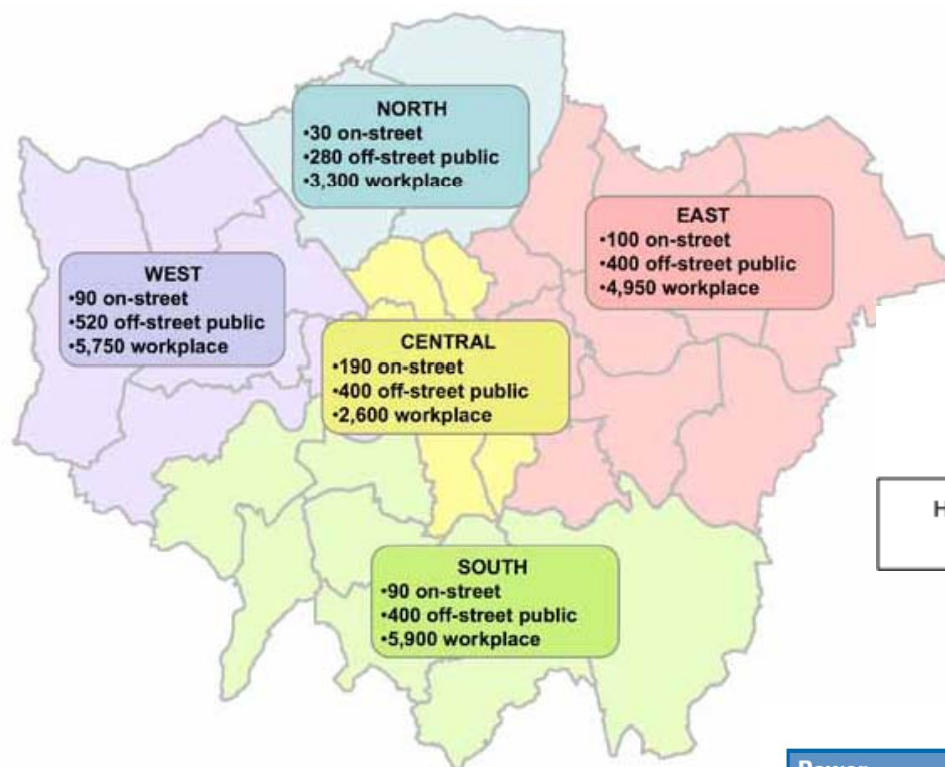 NORTH
•30 on-street
•280 off-street public
•3,300 workplace
EAST
•100 on-street
•400 off-street public
•4,950 workplace
WEST
•90 on-street
•520 off-street public
•5,750 workplace
CENTRAL
•190 on-street
•400 off-street public
•2,600 workplace
H
SOUTH
•90 on-street
•400 off-street public
•5,900 workplace